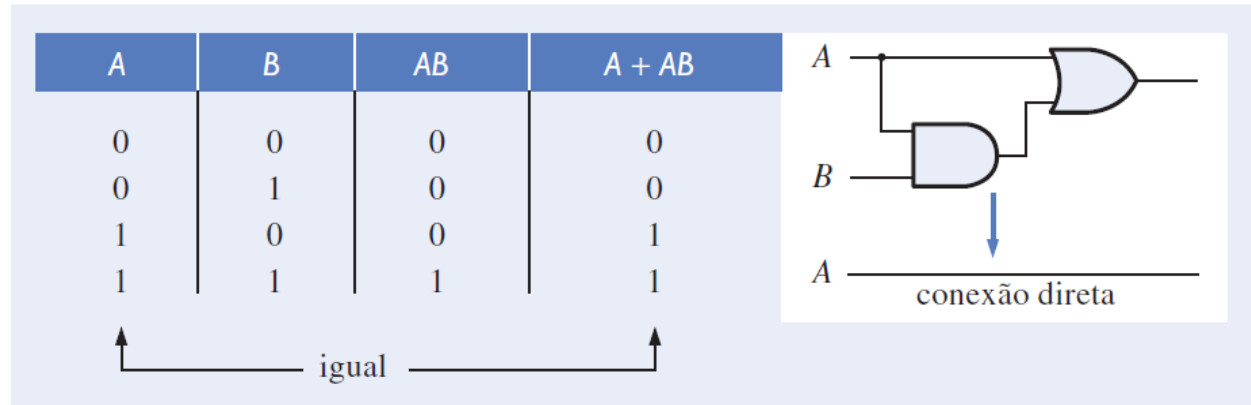 A B AB A + AB
0 0 0 0
0 1 0 0
1 0 0 1
1 1 1 1
igual
A
B
A
conexão direta